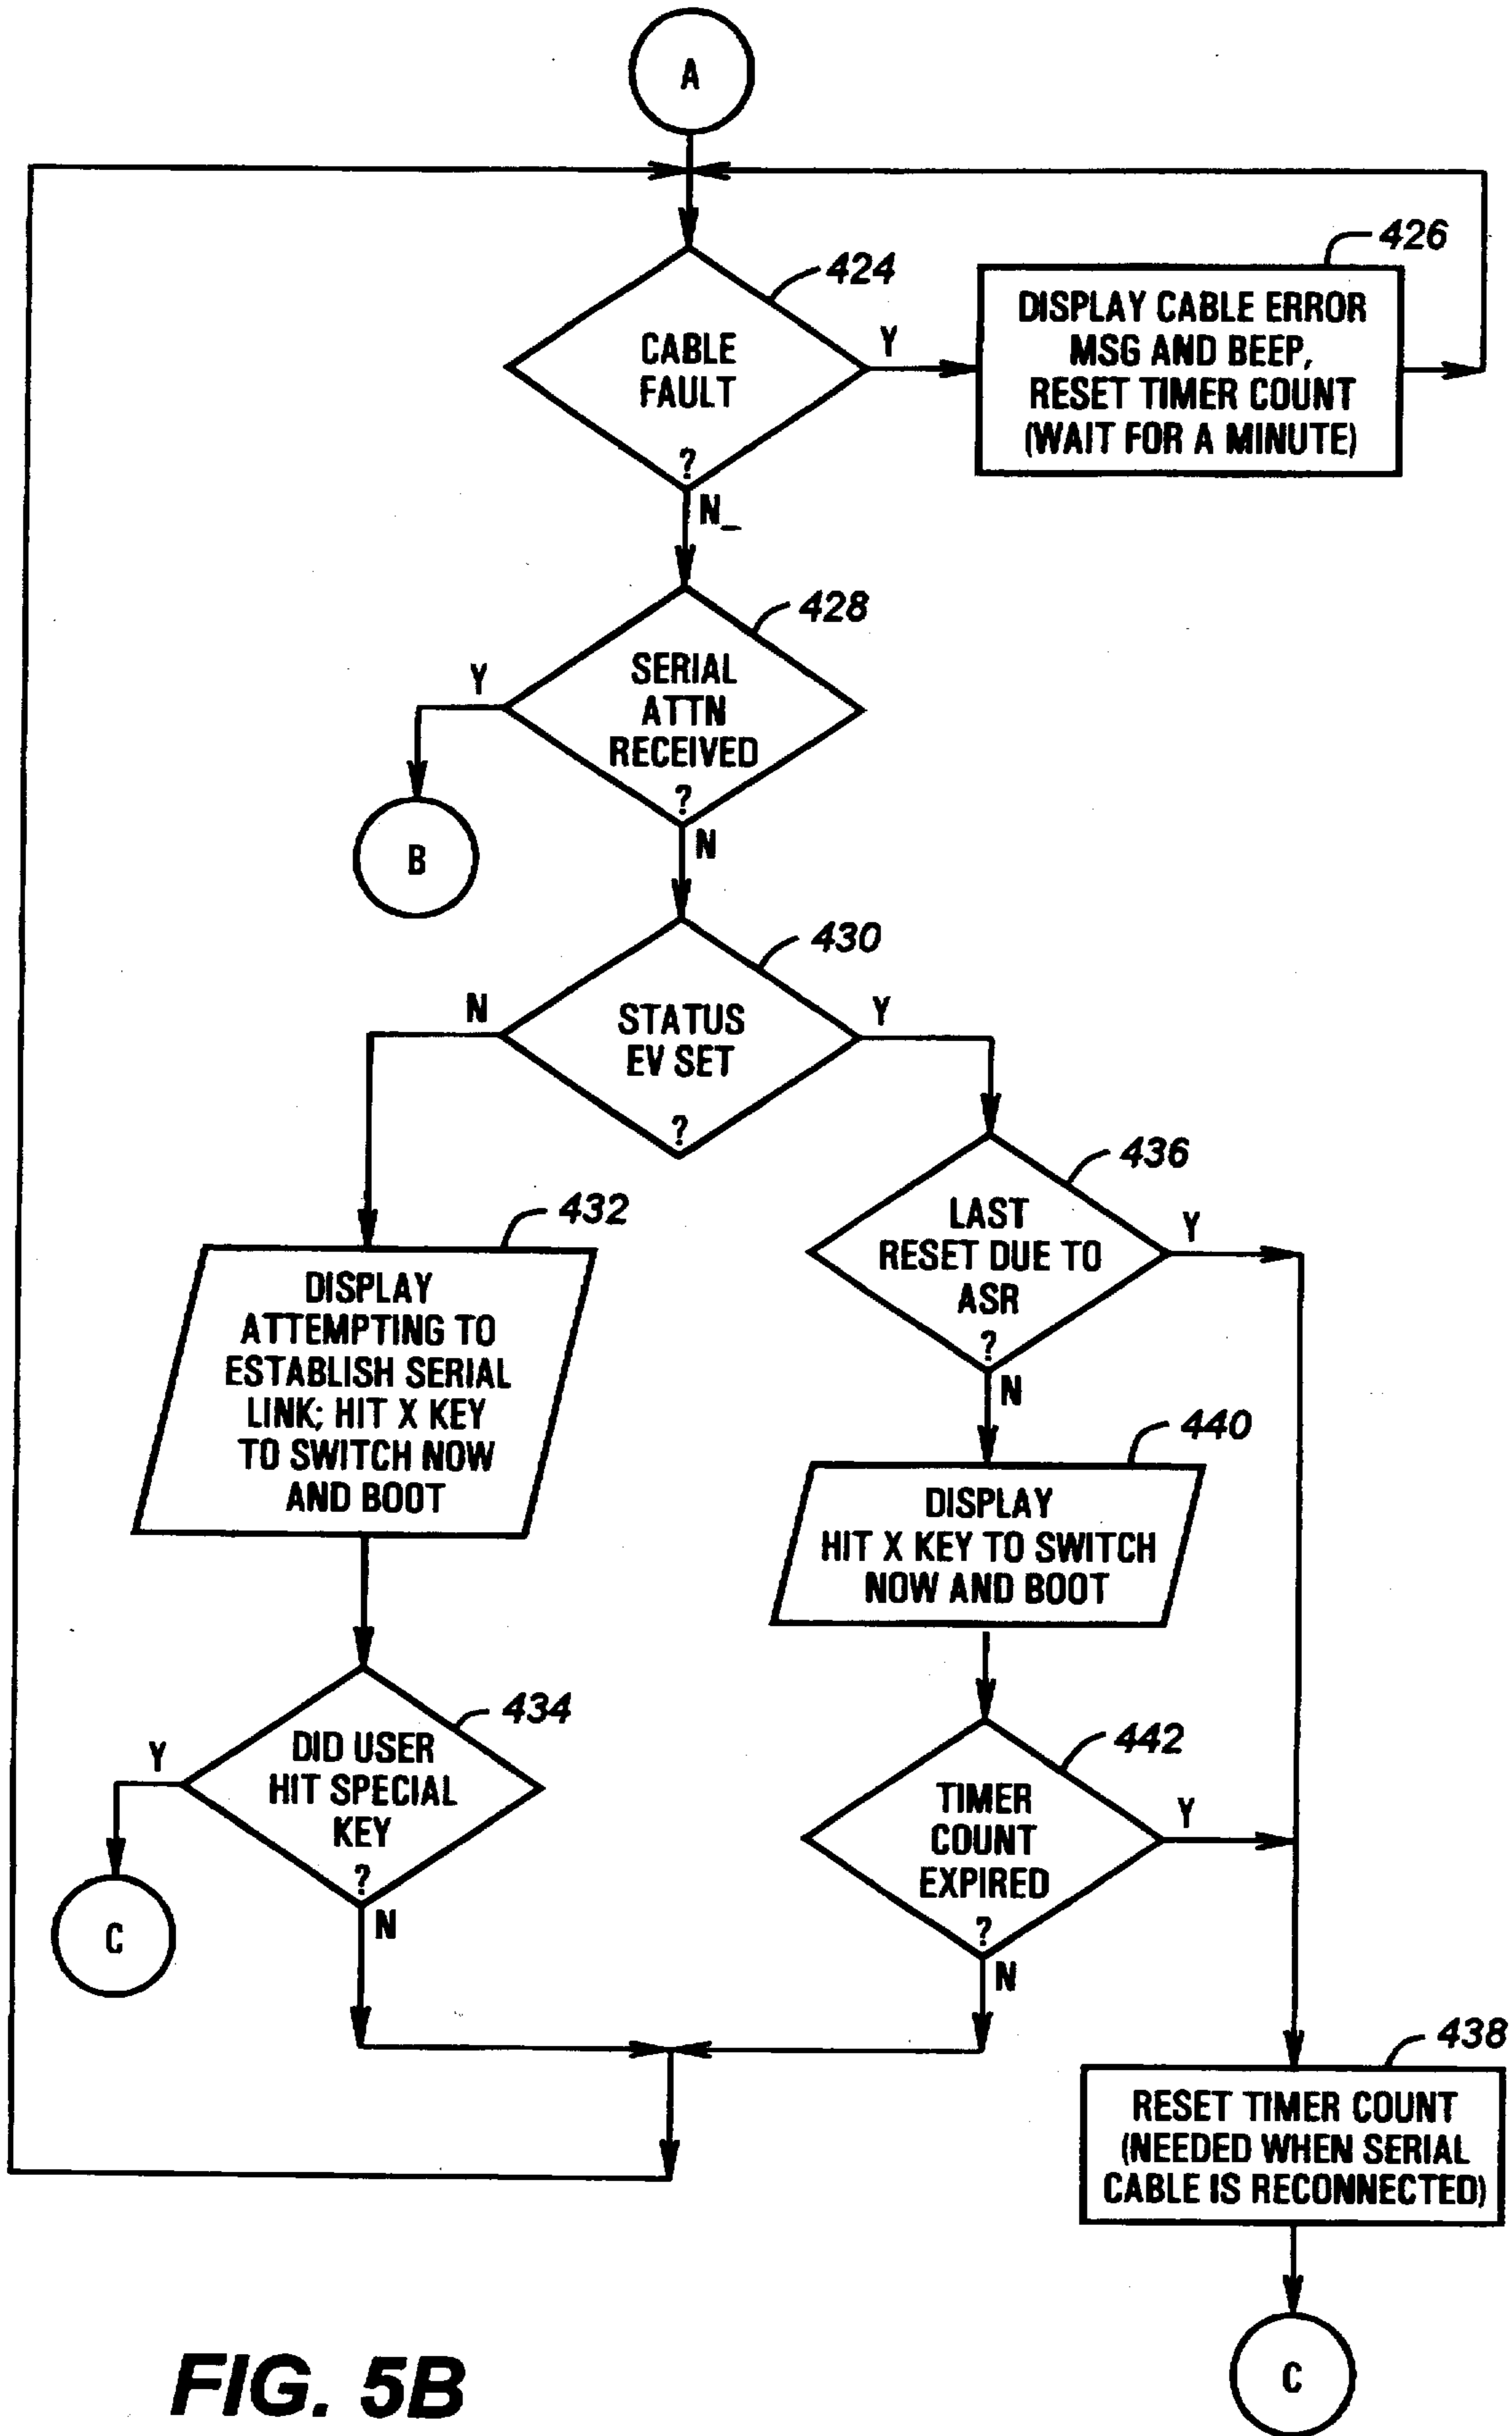 A
424
CABLE
FAULT
?
Y
N_
426
DISPLAY CABLE ERROR
MSG AND BEEP,
RESET TIMER COUNT
(WAIT FOR A MINUTE)
428
SERIAL
ATTN
RECEIVED
?
Y
N
B
430
STATUS
EV SET
?
N
Y
432
DISPLAY
ATTEMPTING TO
ESTABLISH SERIAL
LINK; HIT X KEY
TO SWITCH NOW
AND BOOT
434
DID USER
HIT SPECIAL
KEY
?
Y
N
C
436
LAST
RESET DUE TO
ASR
?
Y
N
440
DISPLAY
HIT X KEY TO SWITCH
NOW AND BOOT
442
TIMER
COUNT
EXPIRED
?
Y
N
438
RESET TIMER COUNT
(NEEDED WHEN SERIAL
CABLE IS RECONNECTED)
C
FIG. 5B